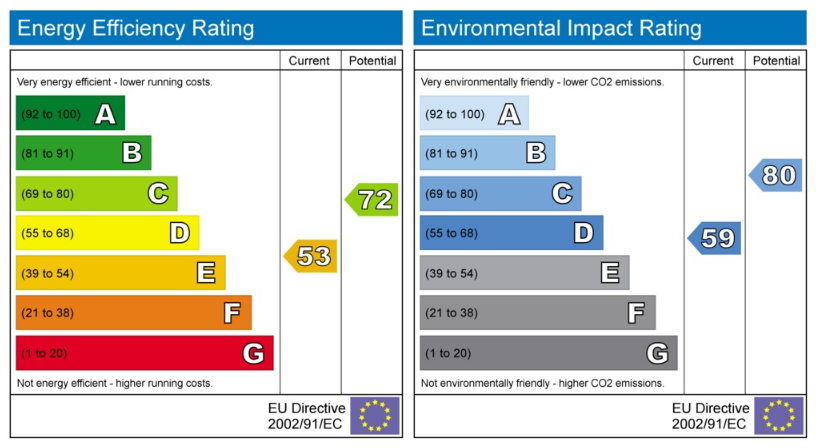 Energy Efficiency Rating
Current Potential
Very energy efficient - lower running costs.
(92 to 100) A
(81 to 91) B
(69 to 80) C
72
(55 to 68) D
53
(39 to 54) E
(21 to 38) F
(1 to 20) G
Not energy efficient - higher running costs.
EU Directive
2002/91/EC
Environmental Impact Rating
Current Potential
Very environmentally friendly - lower CO2 emissions.
(92 to 100) A
(81 to 91) B
80
(69 to 80) C
(55 to 68) D
59
(39 to 54) E
(21 to 38) F
(1 to 20) G
Not environmentally friendly - higher CO2 emissions.
EU Directive
2002/91/EC